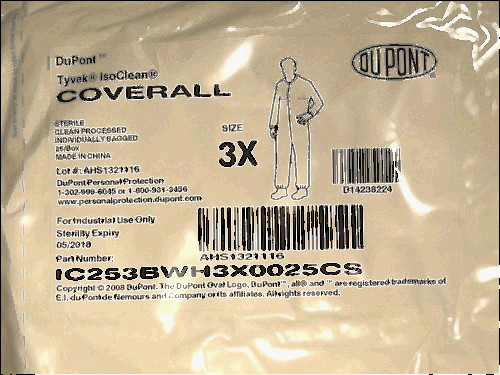 DuPont™
Tyvek® IsoClean®
COVERALL
DUPONT
STERILE
CLEAN PROCESSED
INDIVIDUALLY BAGGED
25/Box
MADE IN CHINA
SIZE
3X
Lot #: AHS1321116
DuPont Personal Protection
1-302-999-6045 or 1-800-931-3456
www.personalprotection.dupont.com
D14238224
For Industrial Use Only
Sterility Expiry
05/2018
AHS1321116
Part Number:
IC253BWH3X0025CS
Copyright © 2008 DuPont. The DuPont Oval Logo, DuPont™, all® and ™ are registered trademarks of
E.I. du Pont de Nemours and Company or its affiliates. All rights reserved.